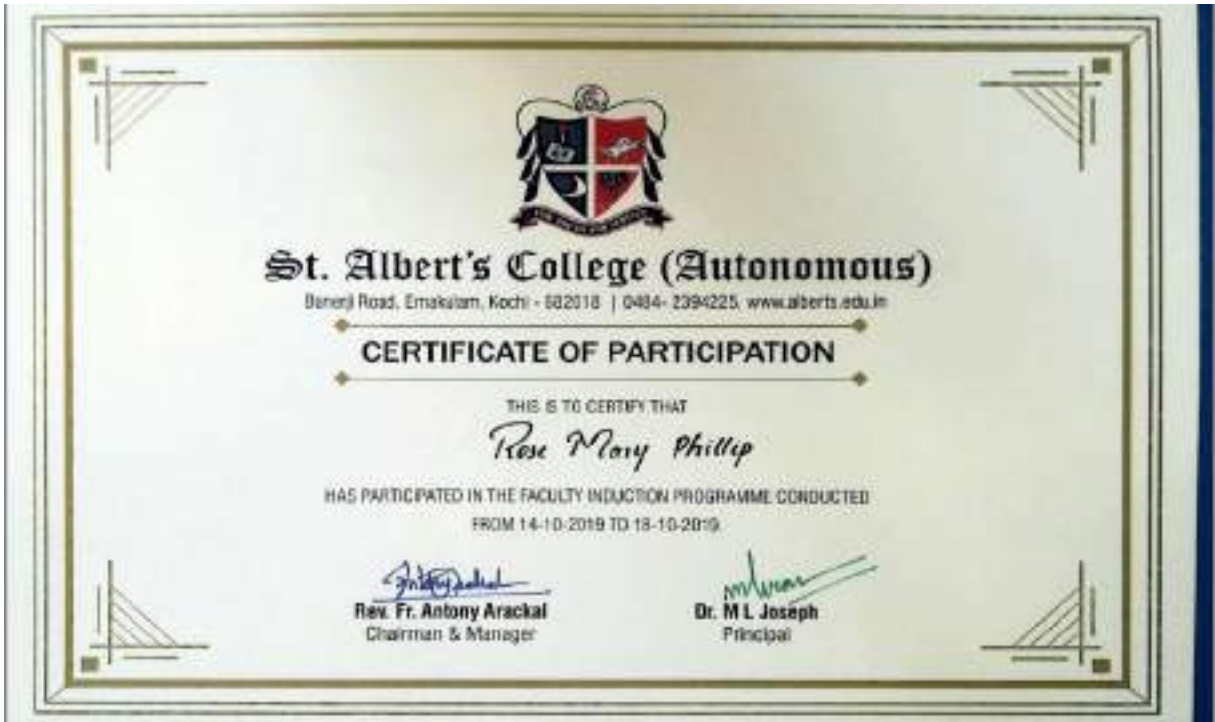 St. Albert's College (Autonomous)
Banerji Road, Ernakulam, Kochi - 682018 | 0484- 2394225, www.alberts.edu.in
CERTIFICATE OF PARTICIPATION
THIS IS TO CERTIFY THAT
Rose Mary Phillip
HAS PARTICIPATED IN THE FACULTY INDUCTION PROGRAMME CONDUCTED
FROM 14-10-2019 TO 18-10-2019.
Rev. Fr. Antony Arackal
Dr. M L Joseph
Chairman & Manager
Principal